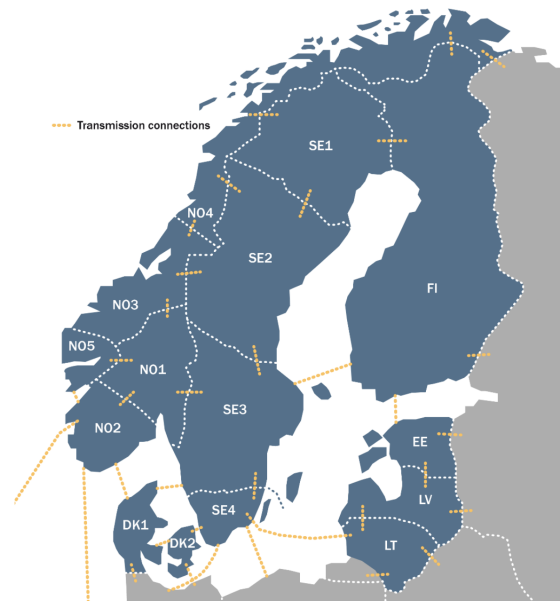 Transmission connections
SE1
NO4
SE2
FI
NO3
NO5
NO1
SE3
NO2
EE
LV
SE4
DK1
DK2
LT